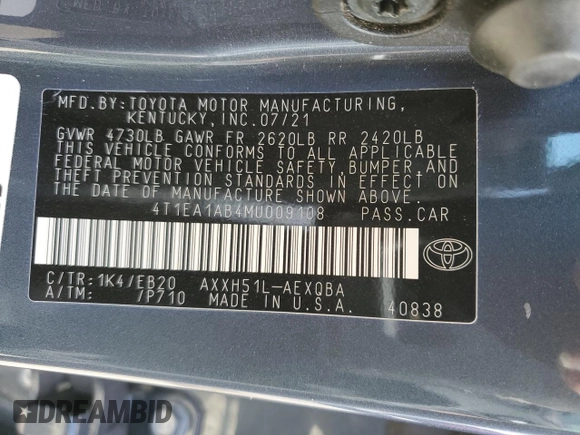 MFD.BY:TOYOTA MOTOR MANUFACTURING,
KENTUCKY, INC.07/21
GVWR 4730LB GAWR FR 2620LB RR 2420LB
THIS VEHICLE CONFORMS TO ALL APPLICABLE
FEDERAL MOTOR VEHICLE SAFETY,BUMPER AND
THEFT PREVENTION STANDARDS IN EFFECT ON
THE DATE OF MANUFACTURE SHOWN ABOVE.
4T1EA1AB4MU009108 PASS.CAR
C/TR:1K4/EB20 AXXH51L-AEXQBA
A/TM: /P710 MADE IN U.S.A. 40838
DREAMBID